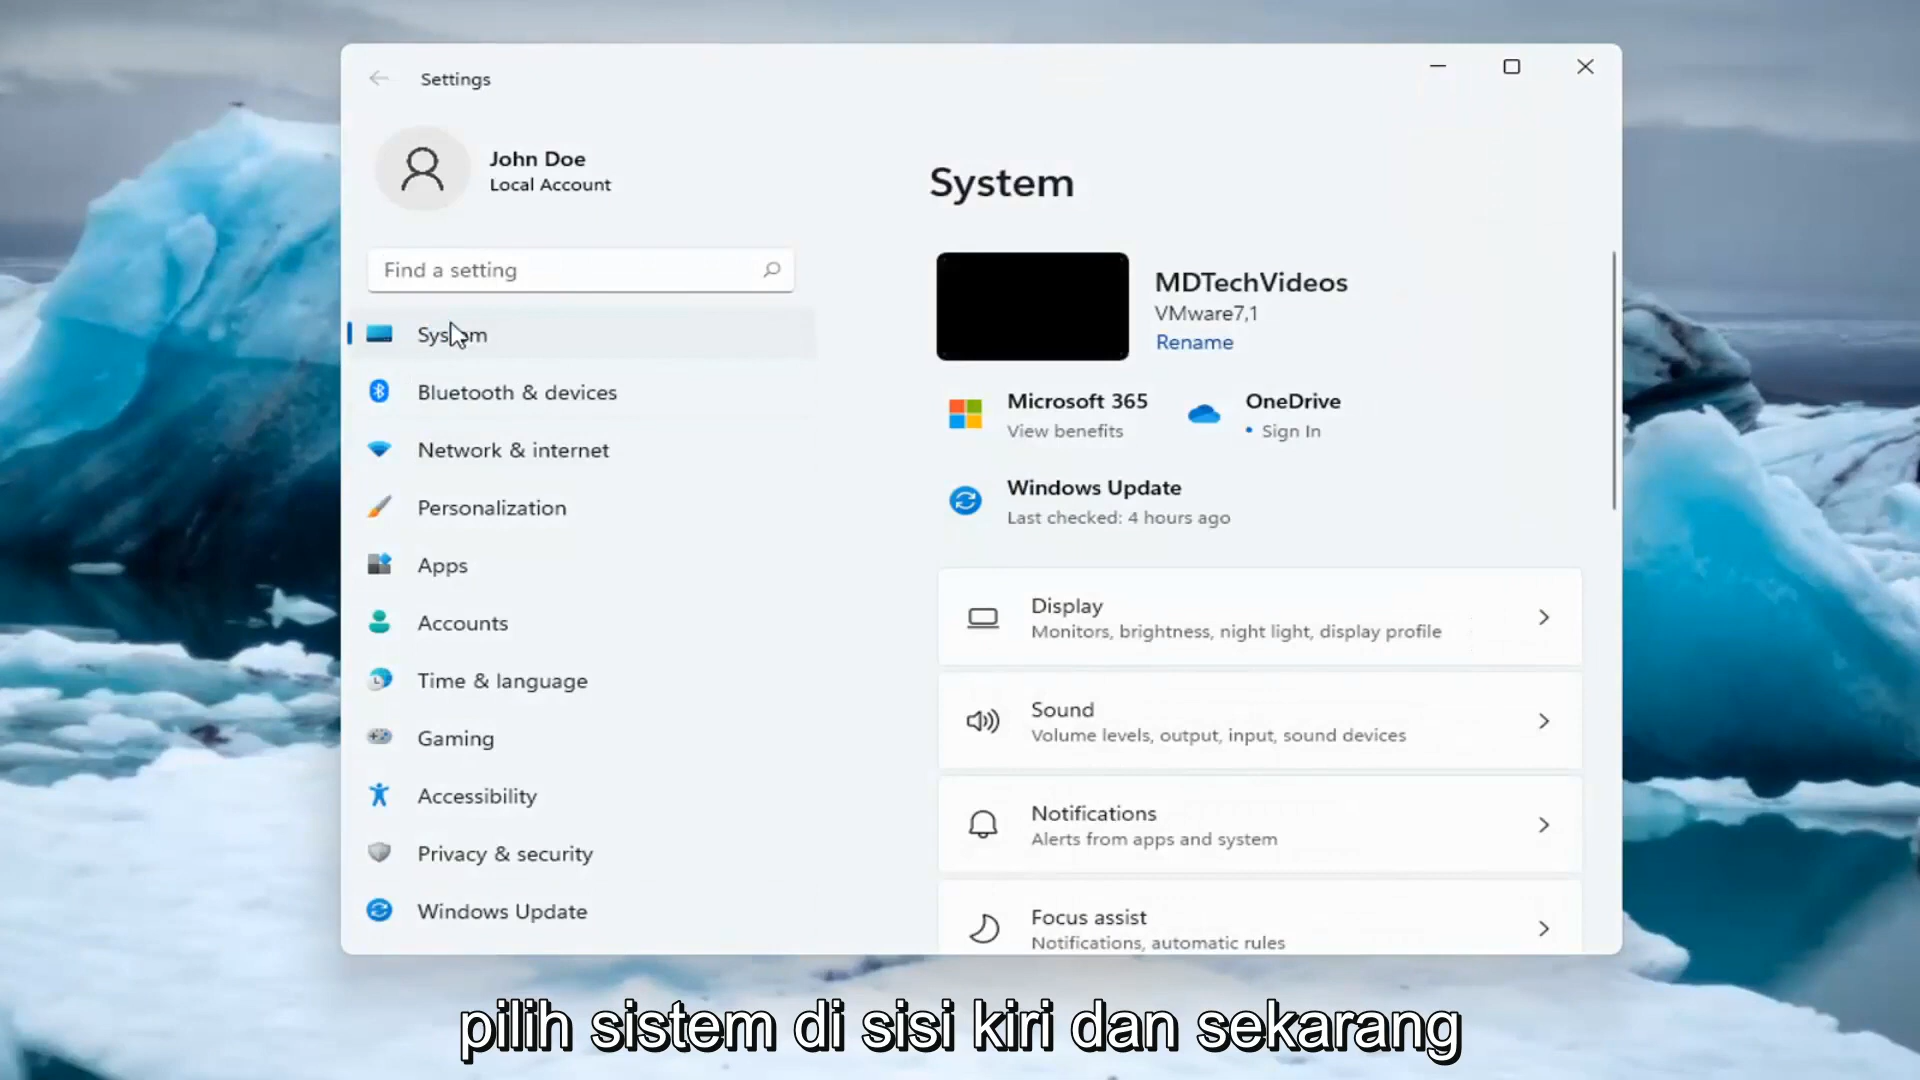 Settings
John Doe
Local Account
Find a setting
System
Bluetooth & devices
Network & internet
Personalization
Apps
Accounts
Time & language
Gaming
Accessibility
Privacy & security
Windows Update
System
MDTechVideos
VMware7,1
Rename
Microsoft 365
View benefits
OneDrive
• Sign In
Windows Update
Last checked: 4 hours ago
Display
Monitors, brightness, night light, display profile
Sound
Volume levels, output, input, sound devices
Notifications
Alerts from apps and system
Focus assist
Notifications, automatic rules
pilih sistem di sisi kiri dan sekarang